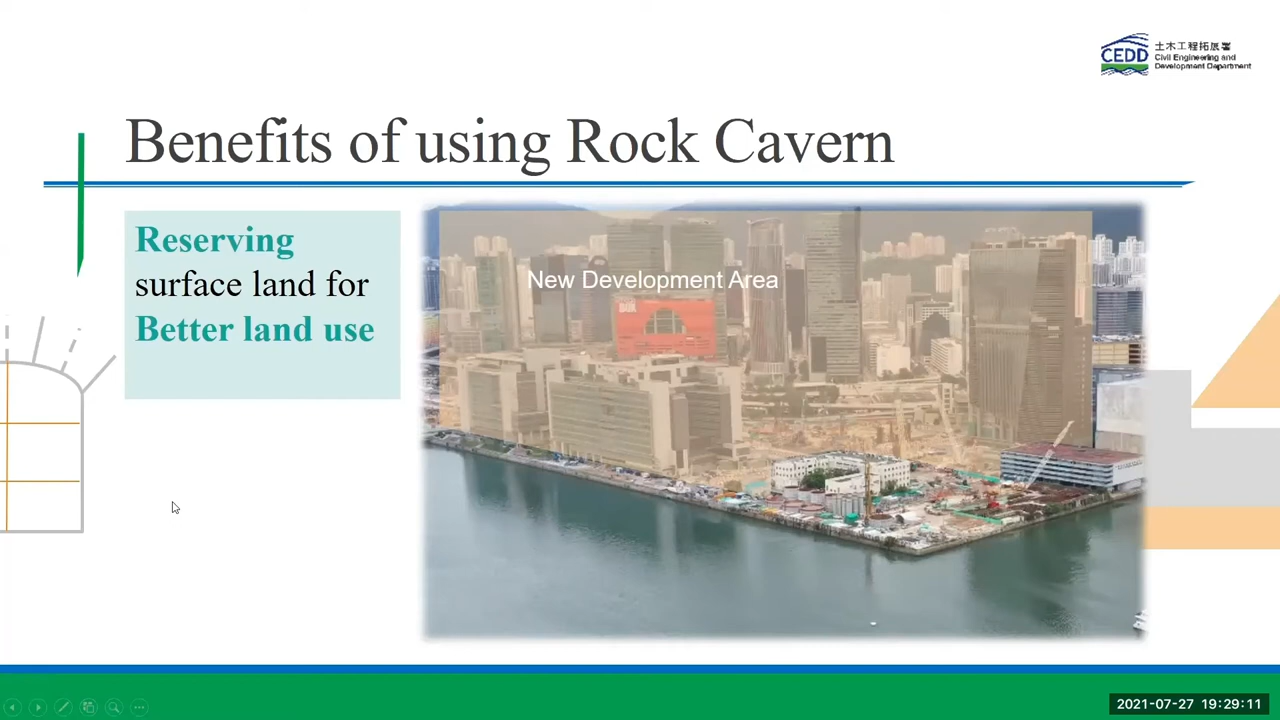 土木工程拓展署
CEDD
Civil Engineering and
Development Department
Benefits of using Rock Cavern
Reserving
surface land for
Better land use
New Development Area
2021-07-27 19:29:11